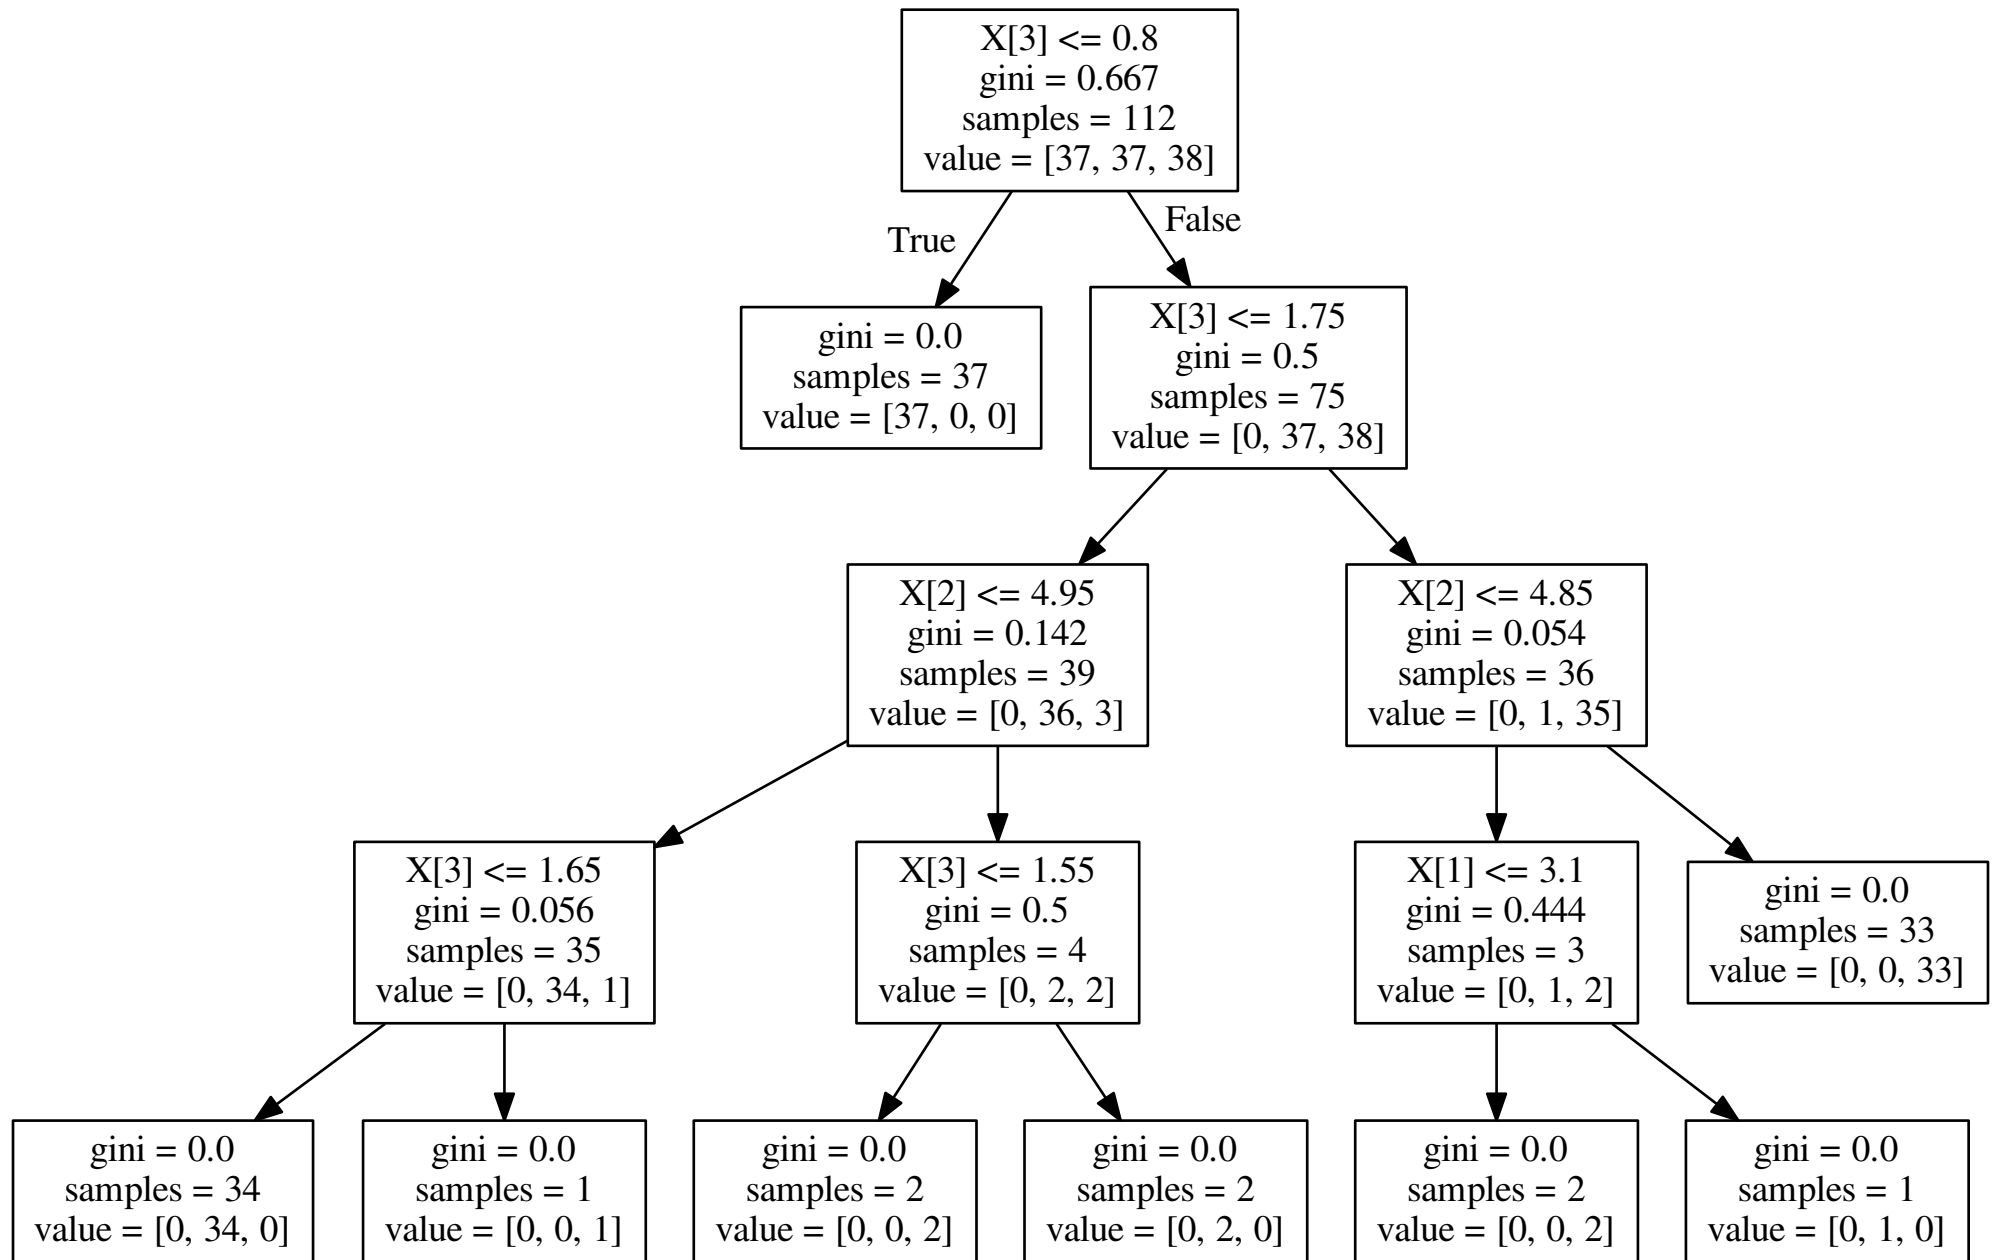 X[3] <= 0.8
gini = 0.667
samples = 112
value = [37, 37, 38]
True
False
gini = 0.0
samples = 37
value = [37, 0, 0]
X[3] <= 1.75
gini = 0.5
samples = 75
value = [0, 37, 38]
X[2] <= 4.95
gini = 0.142
samples = 39
value = [0, 36, 3]
X[2] <= 4.85
gini = 0.054
samples = 36
value = [0, 1, 35]
X[3] <= 1.65
gini = 0.056
samples = 35
value = [0, 34, 1]
X[3] <= 1.55
gini = 0.5
samples = 4
value = [0, 2, 2]
X[1] <= 3.1
gini = 0.444
samples = 3
value = [0, 1, 2]
gini = 0.0
samples = 33
value = [0, 0, 33]
gini = 0.0
samples = 34
value = [0, 34, 0]
gini = 0.0
samples = 1
value = [0, 0, 1]
gini = 0.0
samples = 2
value = [0, 0, 2]
gini = 0.0
samples = 2
value = [0, 2, 0]
gini = 0.0
samples = 2
value = [0, 0, 2]
gini = 0.0
samples = 1
value = [0, 1, 0]